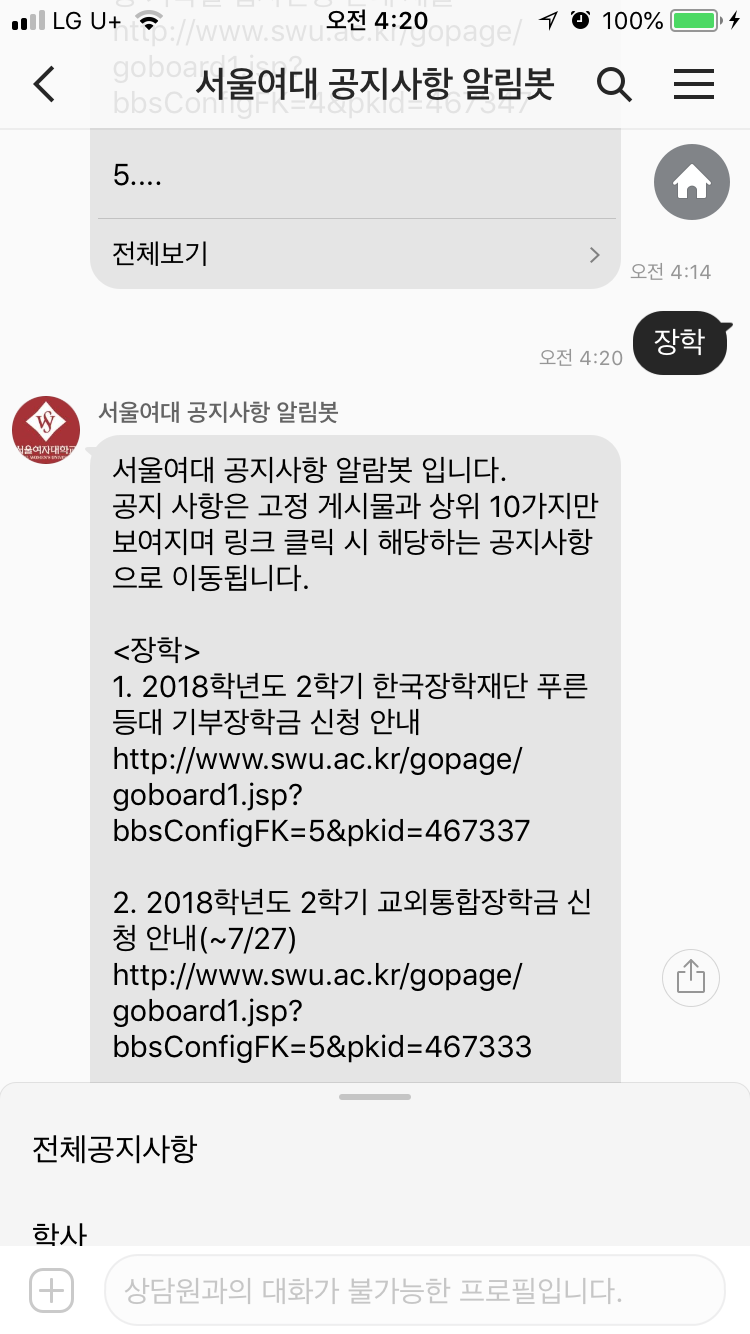 LG U+
오전 4:20
100%
http://www.swu.ac.kr/gopage/
goboard1.jsp?
bbsConfigFK=4&pkid=467347
서울여대 공지사항 알림봇
5....
전체보기
오전 4:14
장학
오전 4:20
서울여대 공지사항 알림봇
서울여자대학교
서울여대 공지사항 알람봇 입니다.
공지 사항은 고정 게시물과 상위 10가지만
보여지며 링크 클릭 시 해당하는 공지사항
으로 이동됩니다.
<장학>
1. 2018학년도 2학기 한국장학재단 푸른
등대 기부장학금 신청 안내
http://www.swu.ac.kr/gopage/
goboard1.jsp?
bbsConfigFK=5&pkid=467337
2. 2018학년도 2학기 교외통합장학금 신
청 안내(~7/27)
http://www.swu.ac.kr/gopage/
goboard1.jsp?
bbsConfigFK=5&pkid=467333
전체공지사항
학사
상담원과의 대화가 불가능한 프로필입니다.